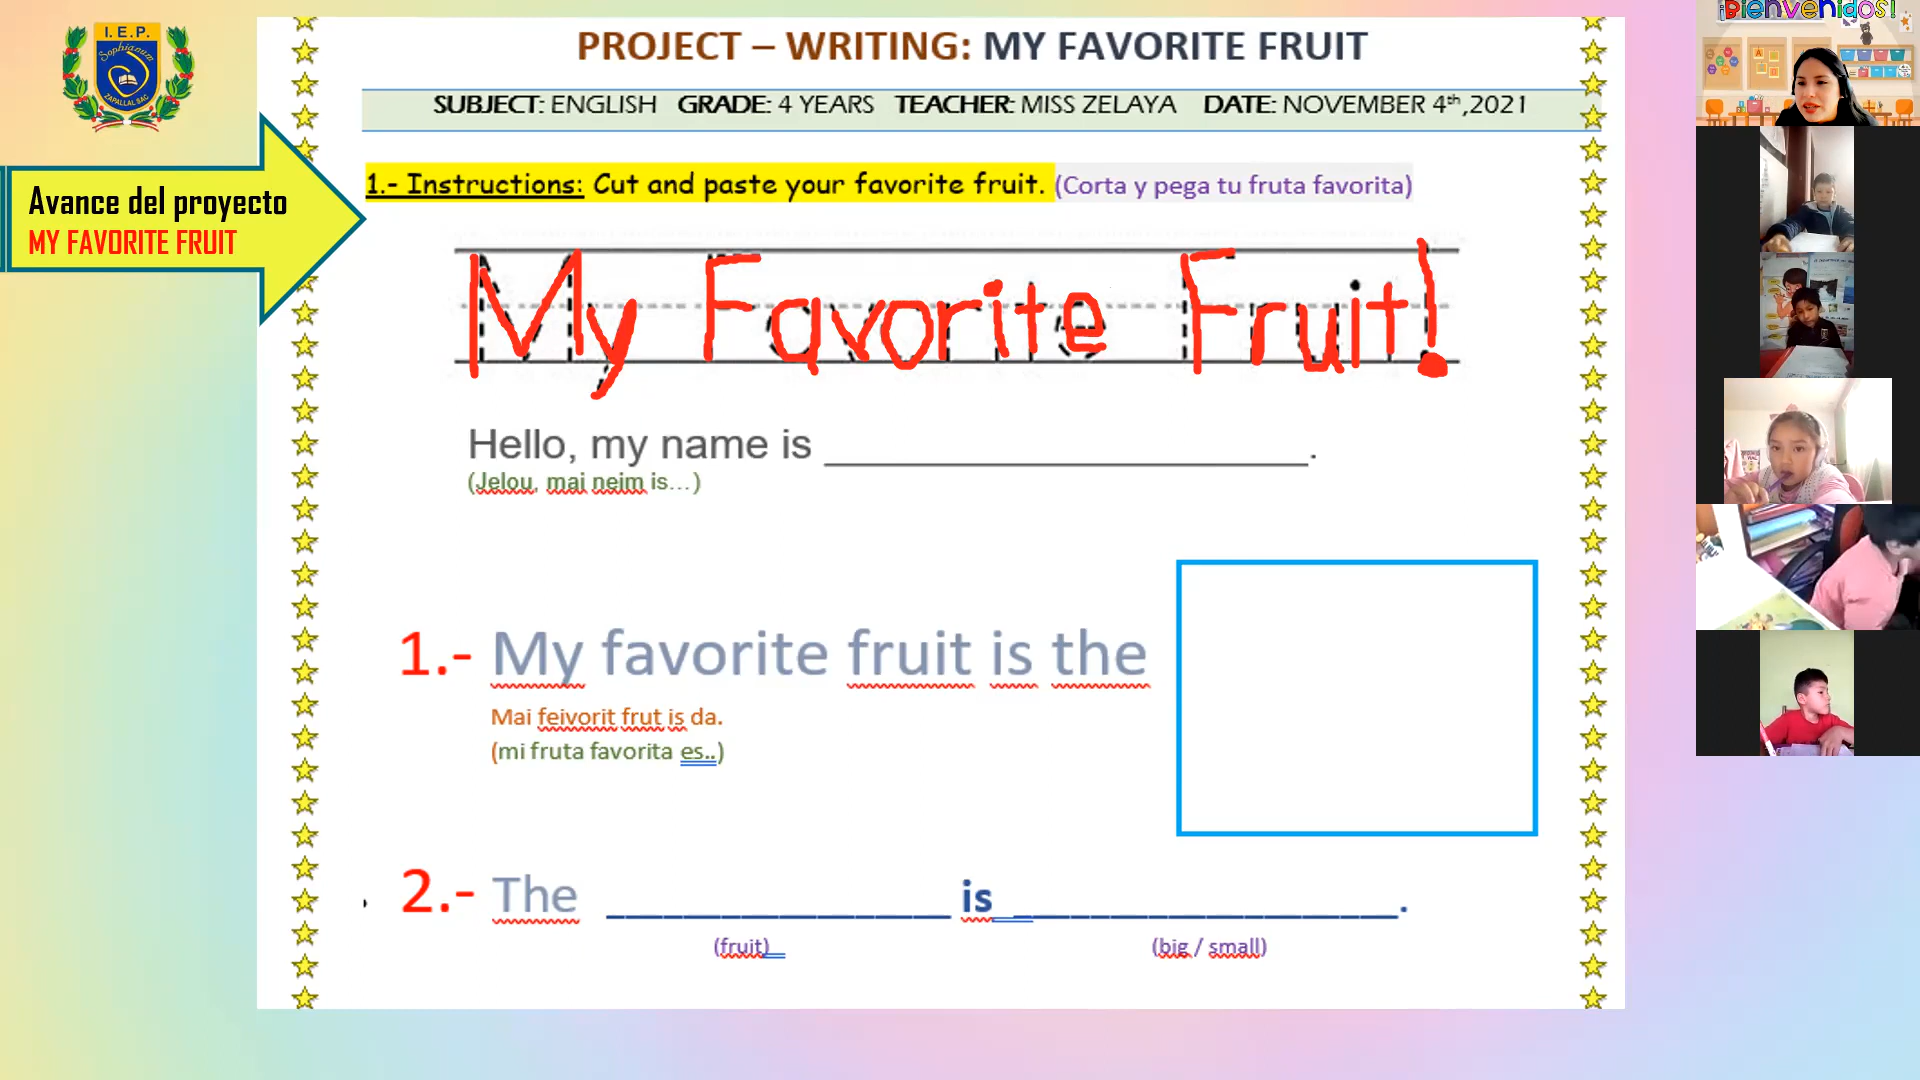 I.E.P.
Sophianum
ZAPALLAL SAC
Avance del proyecto
MY FAVORITE FRUIT
PROJECT – WRITING: MY FAVORITE FRUIT
SUBJECT: ENGLISH GRADE: 4 YEARS TEACHER: MISS ZELAYA DATE: NOVEMBER 4th,2021
1.- Instructions: Cut and paste your favorite fruit. (Corta y pega tu fruta favorita)
My Favorite Fruit!
Hello, my name is ____________________.
(Jelou, mai neim is...)
1.- My favorite fruit is the
Mai feivorit frut is da.
(mi fruta favorita es..)
2.- The ____________________ is ____________________.
(fruit)
(big / small)
¡Bienvenidos!